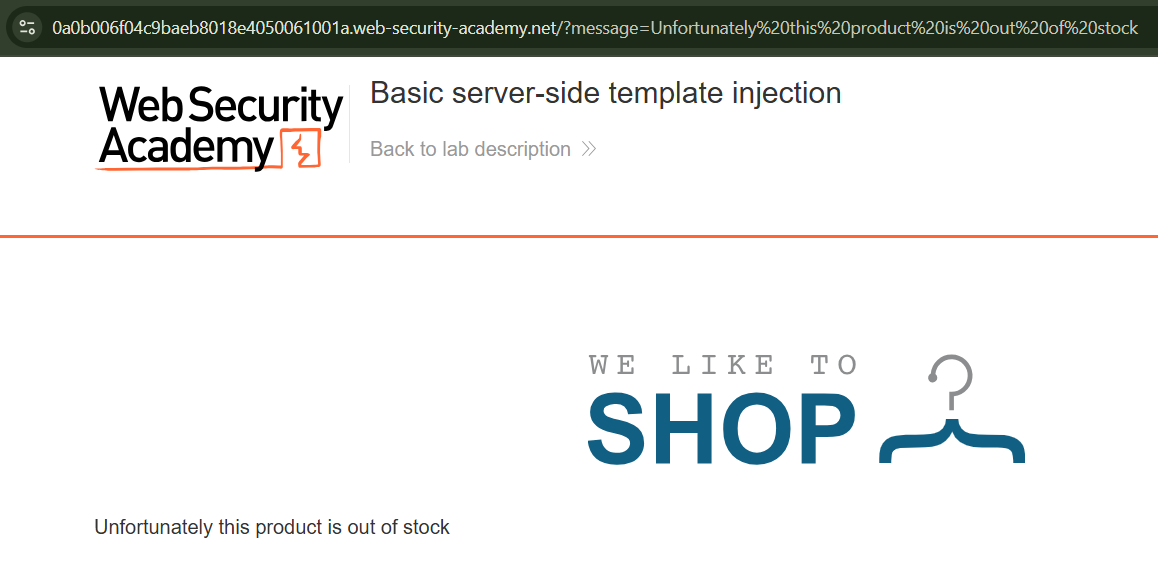 0a0b006f04c9baeb8018e4050061001a.web-security-academy.net/?message=Unfortunately%20this%20product%20is%20out%20of%20stock
Web Security
Academy
Basic server-side template injection
Back to lab description
WE LIKE TO
SHOP
Unfortunately this product is out of stock